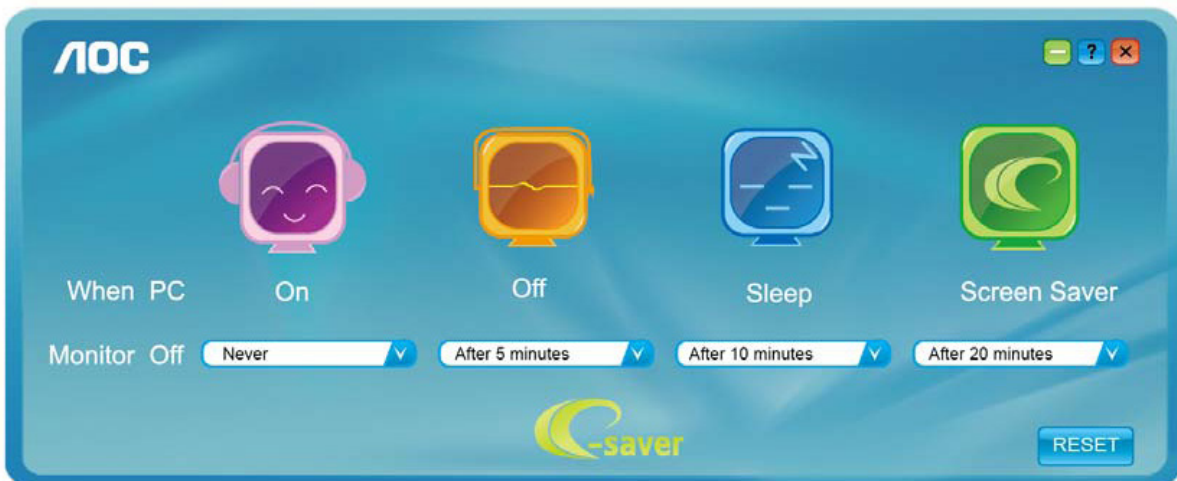 AOC
?
When PC On Off Sleep Screen Saver
Monitor Off Never After 5 minutes After 10 minutes After 20 minutes
e-saver
RESET